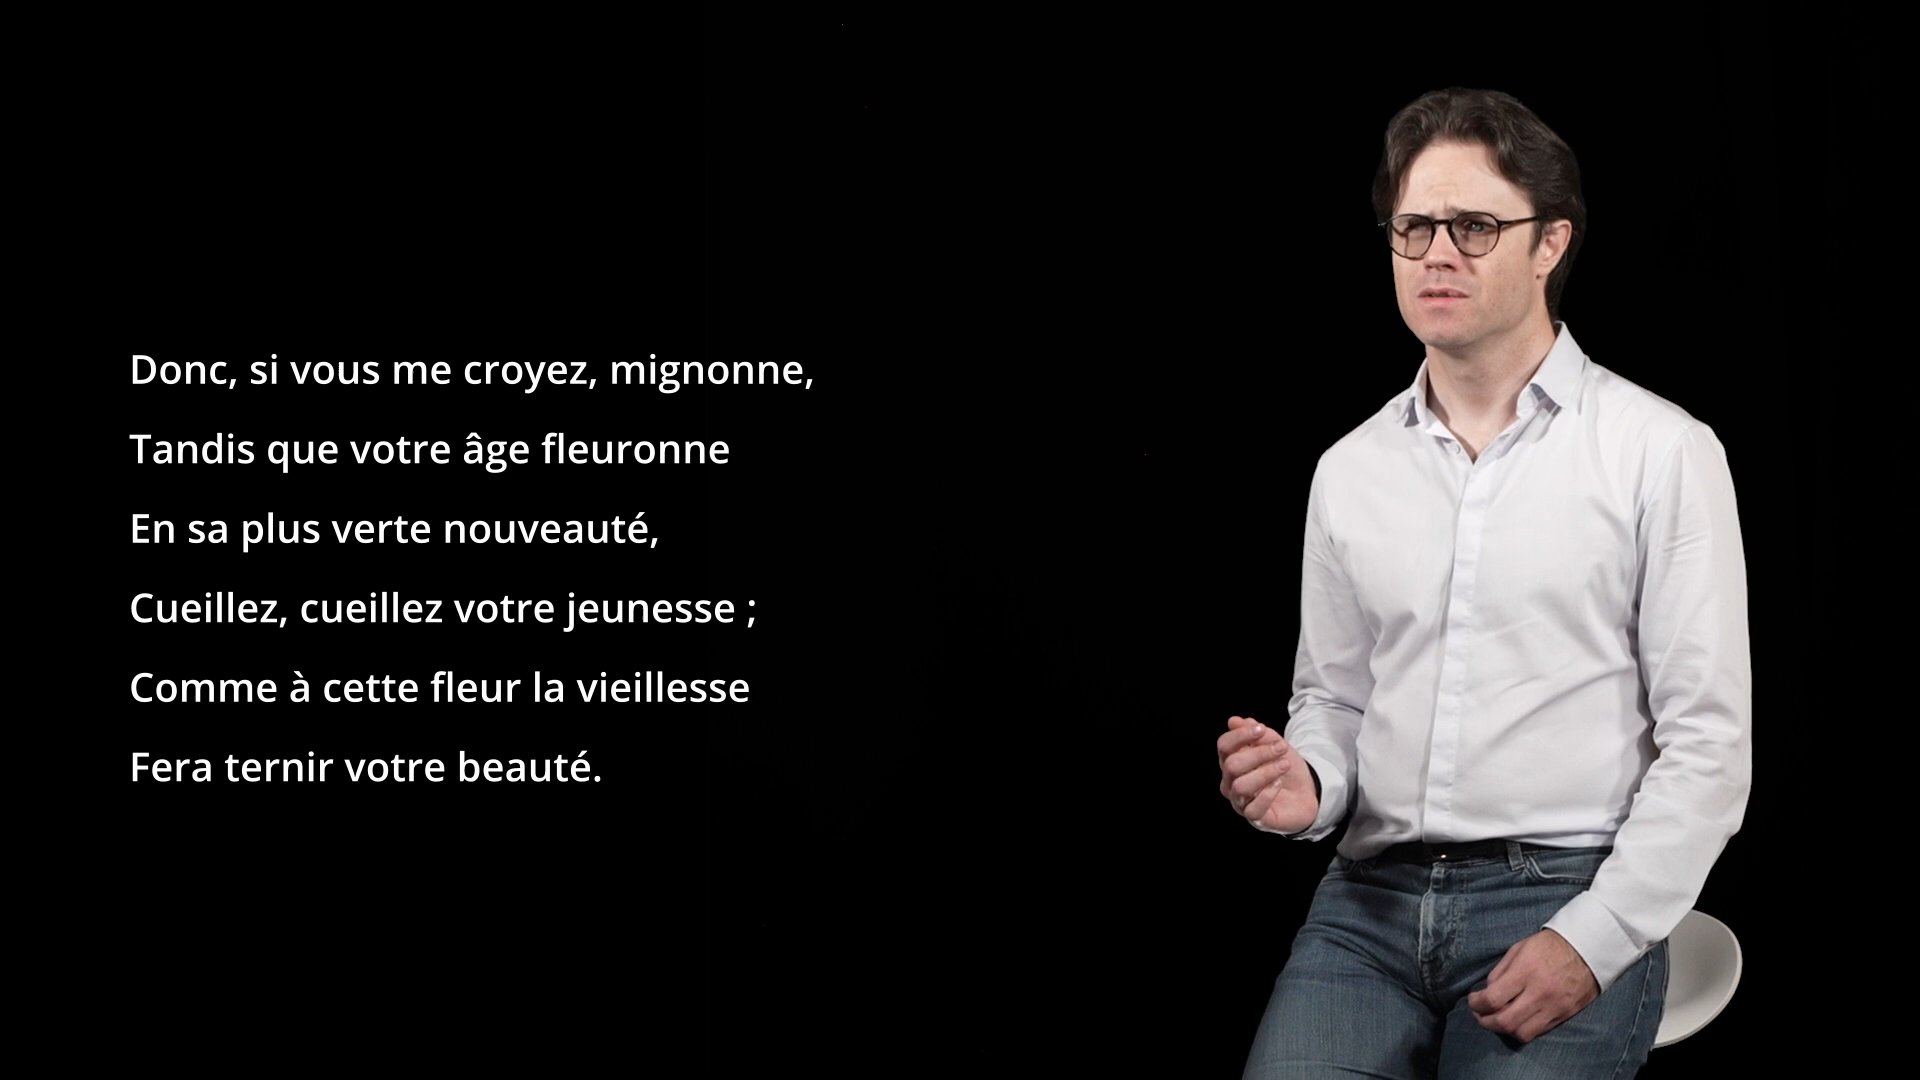 Donc, si vous me croyez, mignonne,
Tandis que votre âge fleuronne
En sa plus verte nouveauté,
Cueillez, cueillez votre jeunesse ;
Comme à cette fleur la vieillesse
Fera ternir votre beauté.